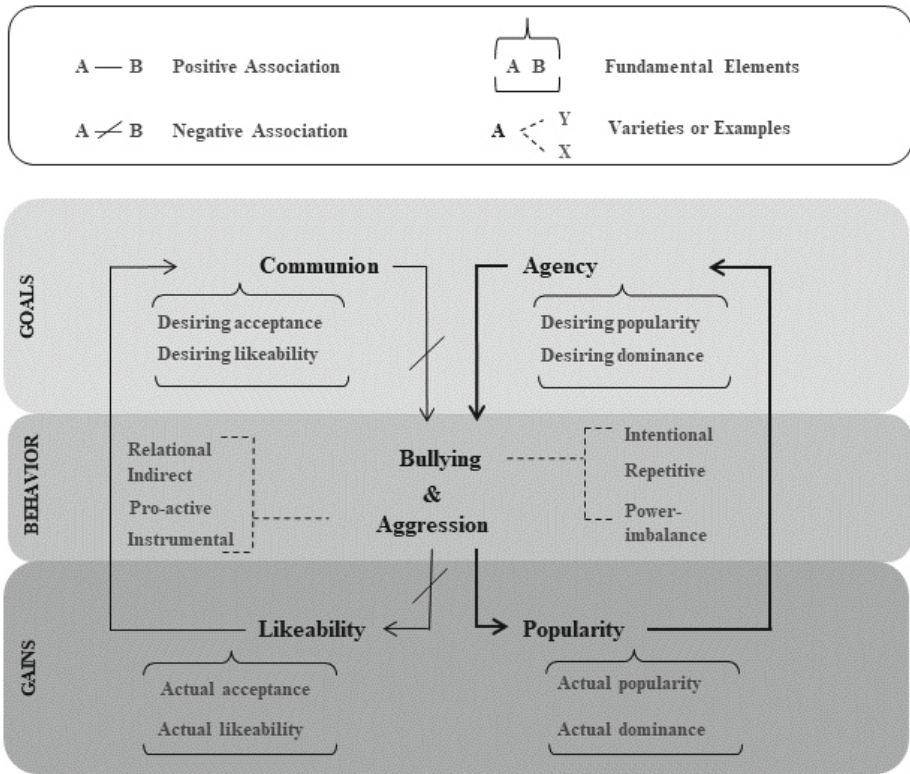 A — B Positive Association
A B Fundamental Elements
A B Negative Association
A Y X Varieties or Examples
GOALS
Communion
Agency
Desiring acceptance
Desiring likeability
Desiring popularity
Desiring dominance
BEHAVIOR
Relational
Indirect
Pro-active
Instrumental
Bullying
&
Aggression
Intentional
Repetitive
Power-
imbalance
GAINS
Likeability
Popularity
Actual acceptance
Actual likeability
Actual popularity
Actual dominance